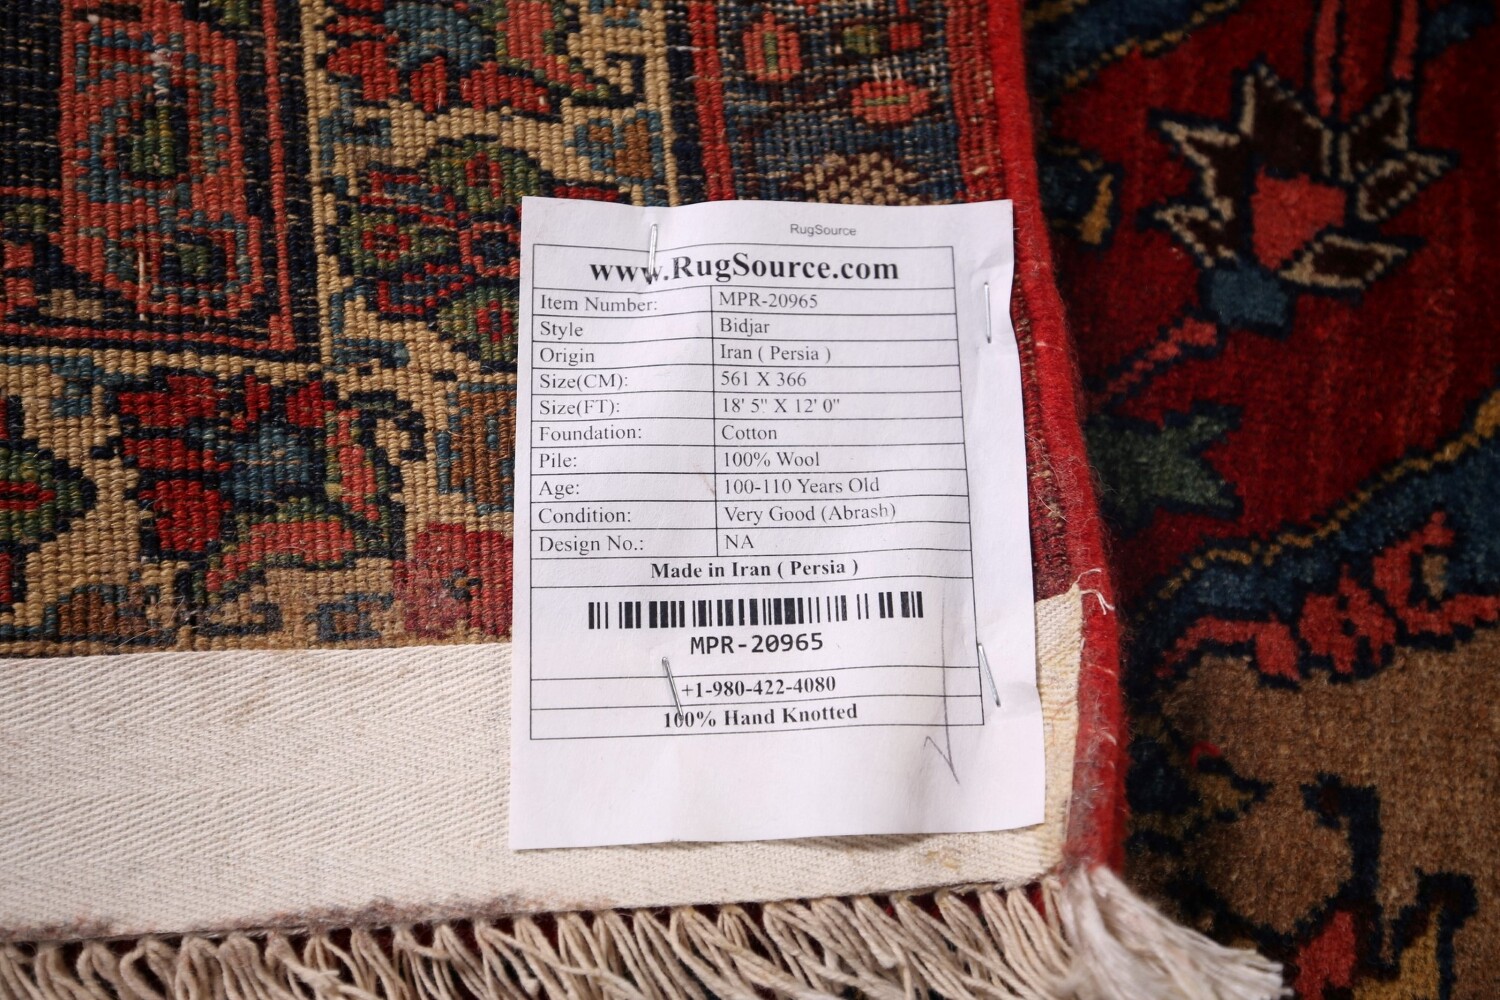 RugSource
www.RugSource.com
Item Number: MPR-20965
Style Bidjar
Origin Iran ( Persia )
Size(CM): 561 X 366
Size(FT): 18' 5" X 12' 0"
Foundation: Cotton
Pile: 100% Wool
Age: 100-110 Years Old
Condition: Very Good (Abrash)
Design No.: NA
Made in Iran ( Persia )
MPR-20965
+1-980-422-4080
100% Hand Knotted